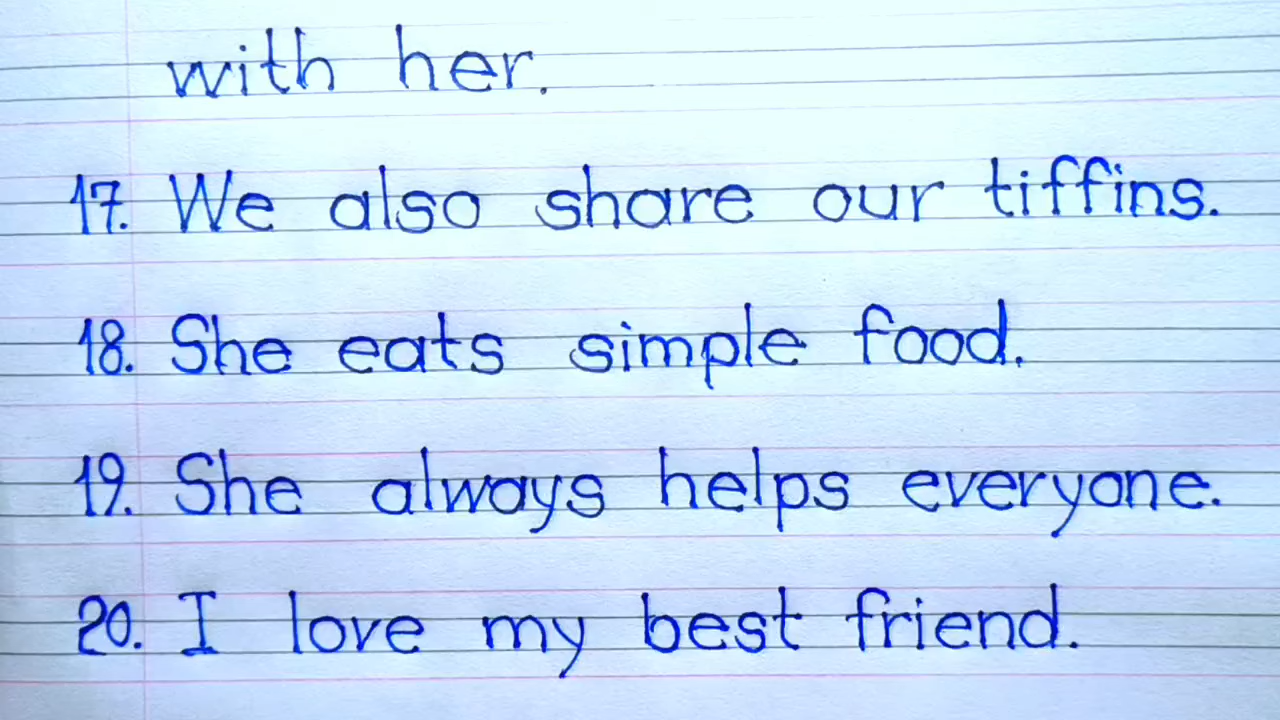 with her.
17. We also share our tiffins.
18. She eats simple food.
19. She always helps everyone.
20. I love my best friend.